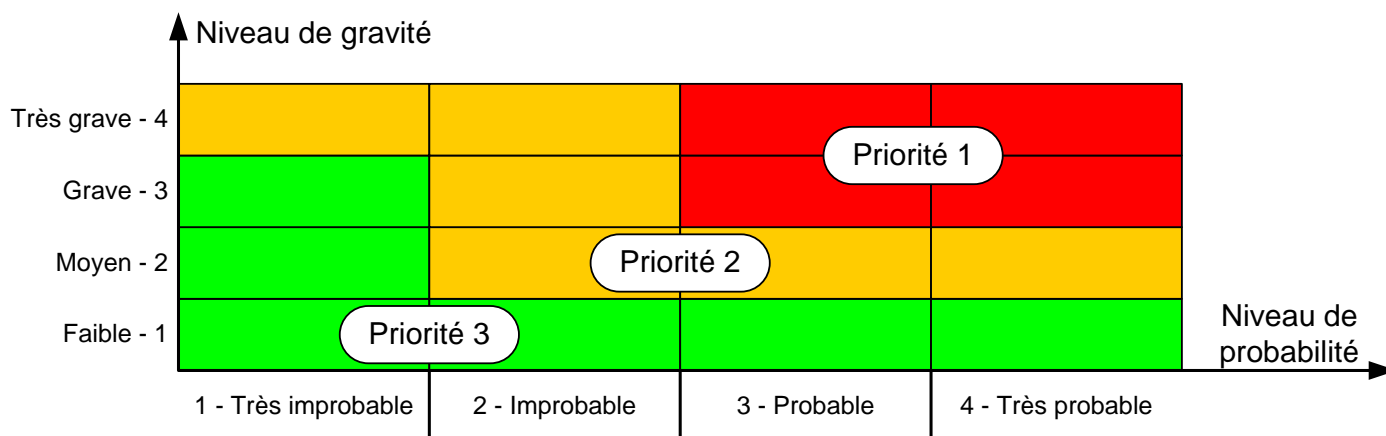 Niveau de gravité
Très grave - 4
Priorité 1
Grave - 3
Moyen - 2
Priorité 2
Faible - 1
Priorité 3
Niveau de
probabilité
1 - Très improbable
2 - Improbable
3 - Probable
4 - Très probable